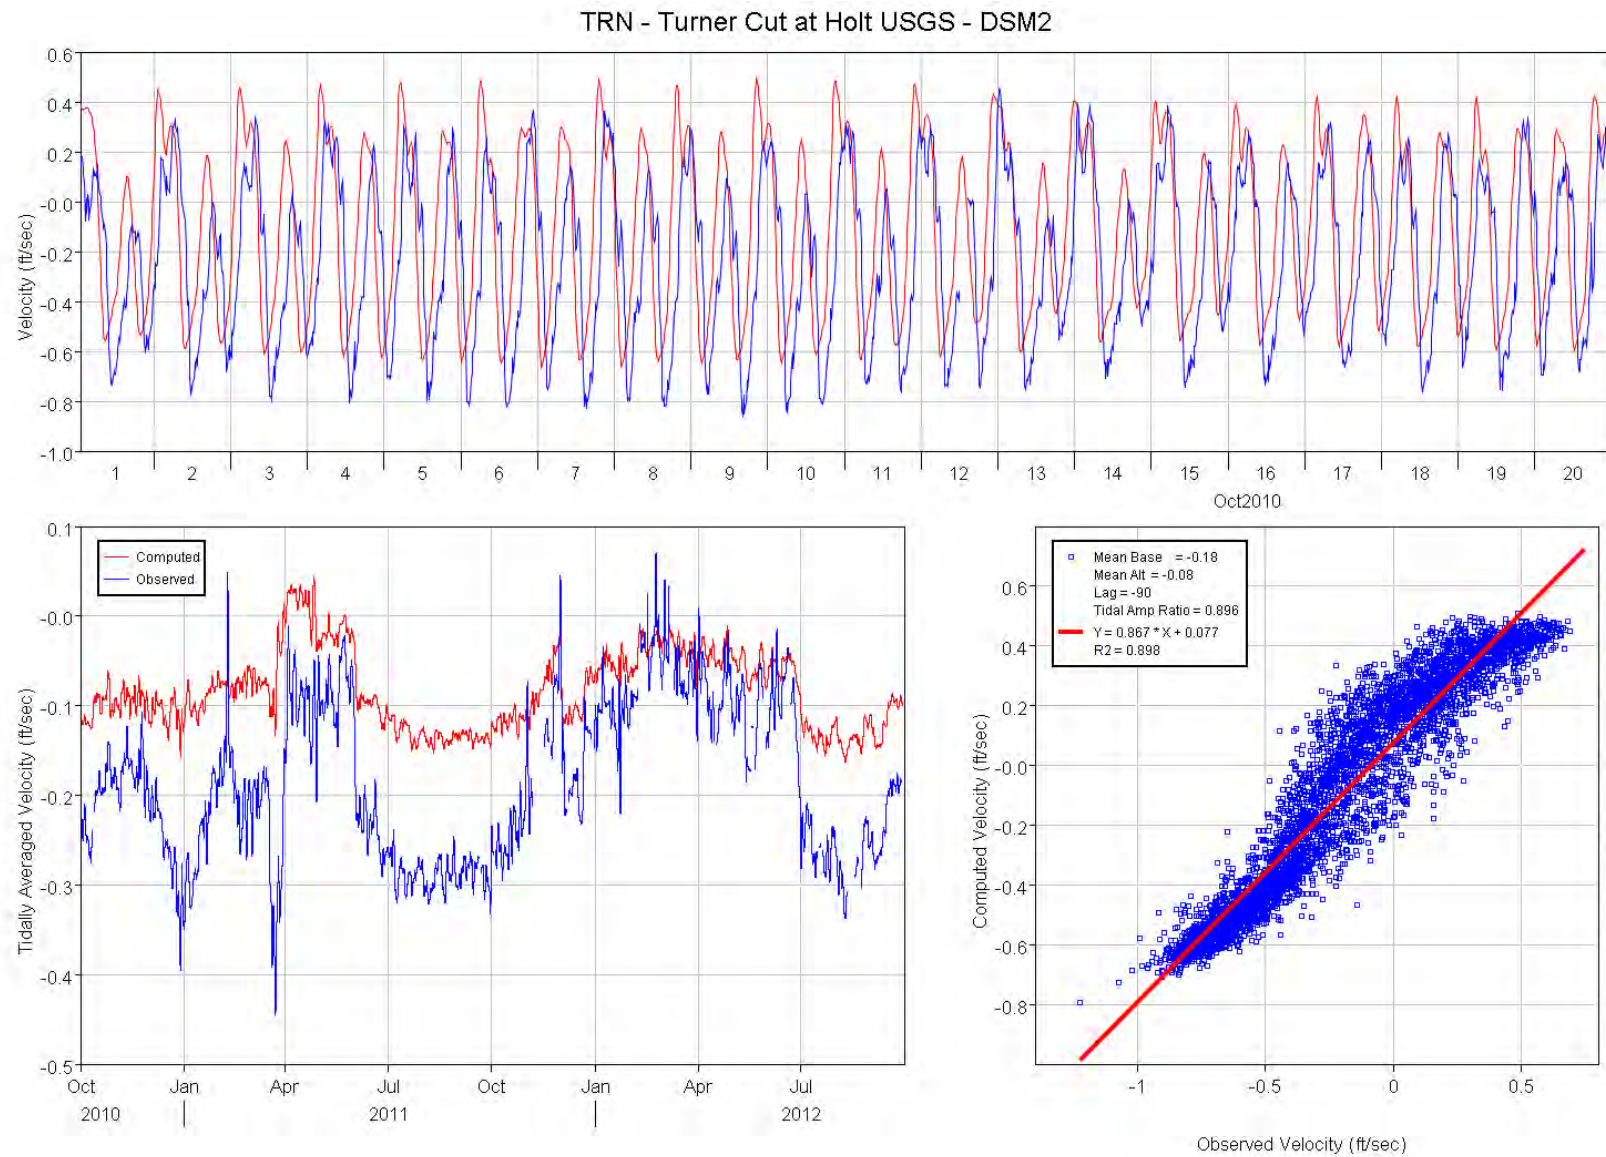 TRN - Turner Cut at Holt USGS - DSM2
0.6
0.4
0.2
-0.0
-0.2
-0.4
-0.6
-0.8
-1.0
Velocity (ft/sec)
1 2 3 4 5 6 7 8 9 10 11 12 13 14 15 16 17 18 19 20
Oct2010
0.1
-0.0
-0.1
-0.2
-0.3
-0.4
-0.5
Tidally Averaged Velocity (ft/sec)
Computed
Observed
Oct Jan Apr Jul Oct Jan Apr Jul
2010 2011 2012
Mean Base = -0.18
Mean Alt = -0.08
Lag = -90
Tidal Amp Ratio = 0.896
Y = 0.867 * X + 0.077
R2 = 0.898
0.6
0.4
0.2
-0.0
-0.2
-0.4
-0.6
-0.8
Computed Velocity (ft/sec)
-1 -0.5 0 0.5
Observed Velocity (ft/sec)